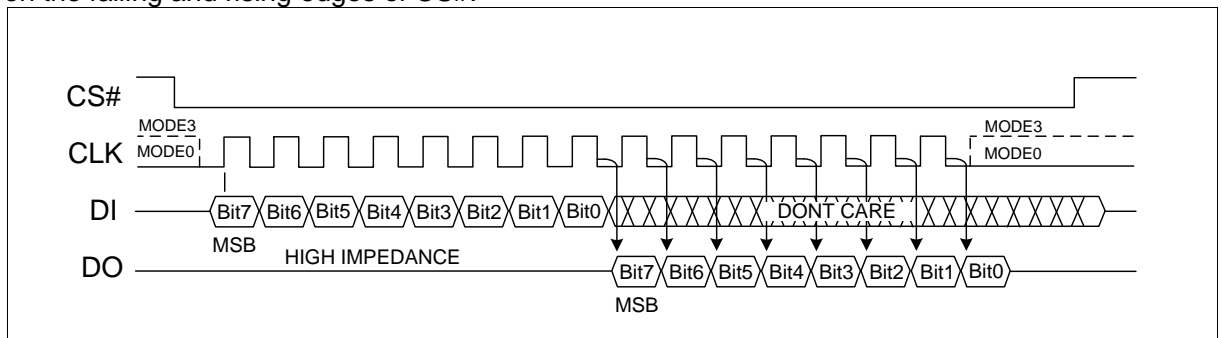 on the falling and rising edges of CS#.
CS#
MODE3
MODE3
CLK
MODE0
MODE0
DI
Bit7
Bit6
Bit5
Bit4
Bit3
Bit2
Bit1
Bit0
DONT CARE
MSB
HIGH IMPEDANCE
DO
Bit7
Bit6
Bit5
Bit4
Bit3
Bit2
Bit1
Bit0
MSB